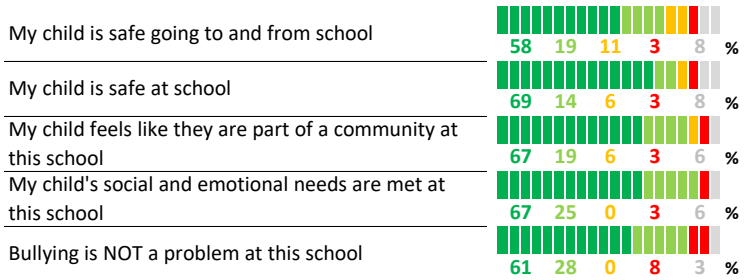 My child is safe going to and from school
58 19 11 3 8 %
My child is safe at school
69 14 6 3 8 %
My child feels like they are part of a community at
this school
67 19 6 3 6 %
My child's social and emotional needs are met at
this school
67 25 0 3 6 %
Bullying is NOT a problem at this school
61 28 0 8 3 %